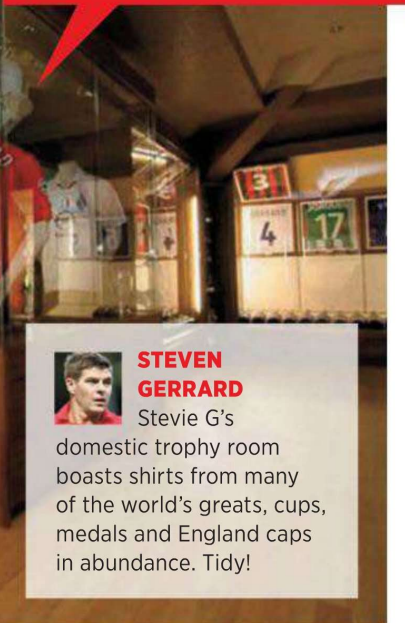 3
4
17
STEVEN
GERRARD
Stevie G's
domestic trophy room
boasts shirts from many
of the world's greats, cups,
medals and England caps
in abundance. Tidy!